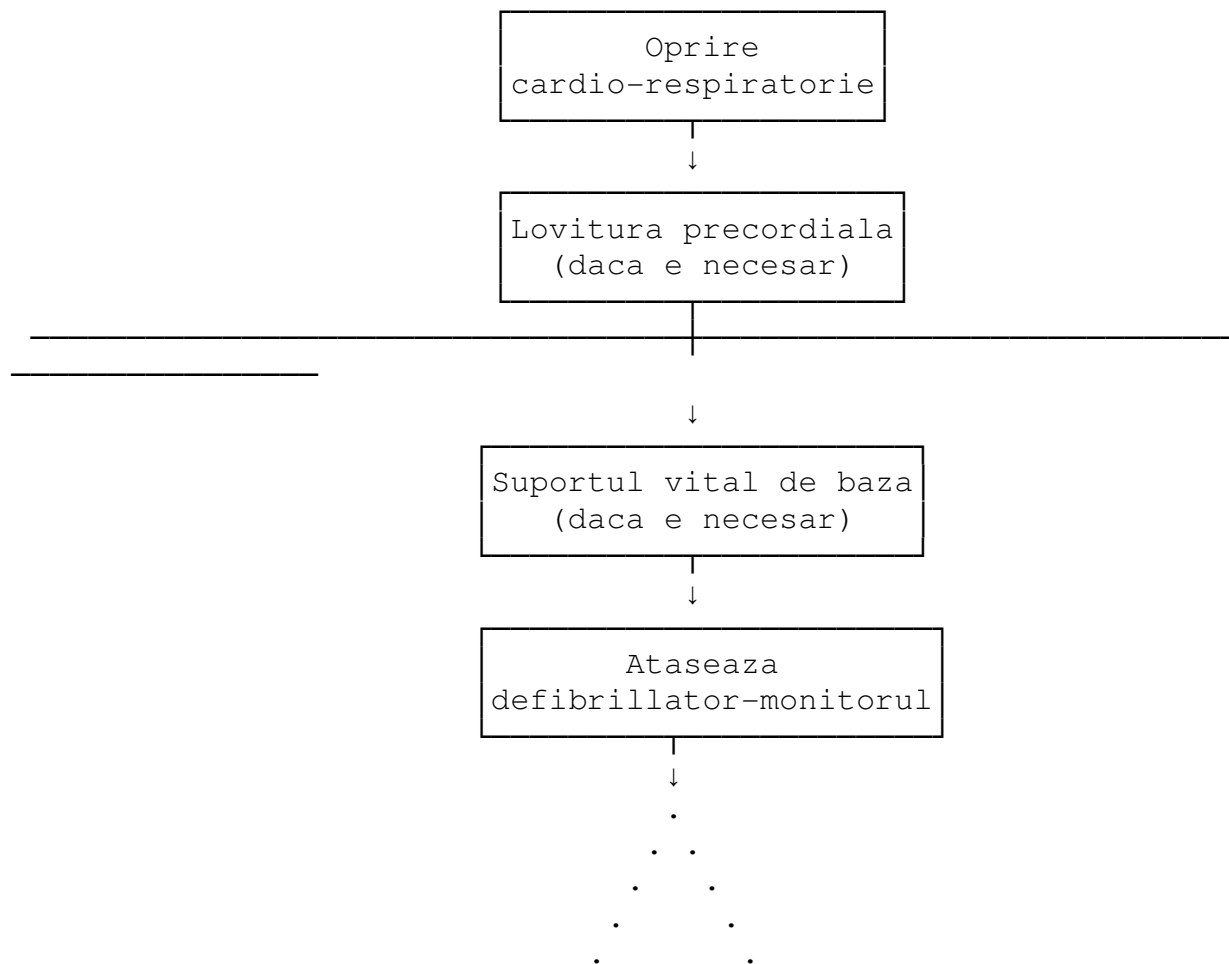 Oprire
cardio-respiratorie
Lovitura precordiala
(daca e necesar)
Suportul vital de baza
(daca e necesar)
Ataseaza
defibrillator-monitorul